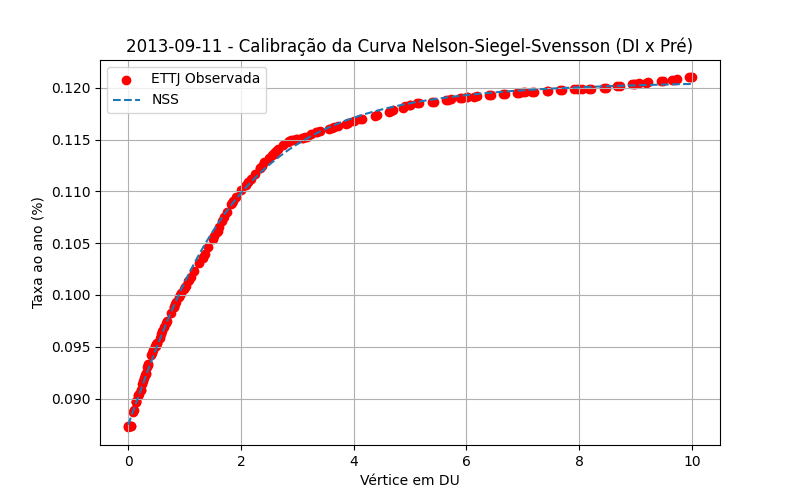 2013-09-11 - Calibração da Curva Nelson-Siegel-Svensson (DI x Pré)
ETTJ Observada
NSS
Taxa ao ano (%)
0.120
0.115
0.110
0.105
0.100
0.095
0.090
0 2 4 6 8 10
Vértice em DU